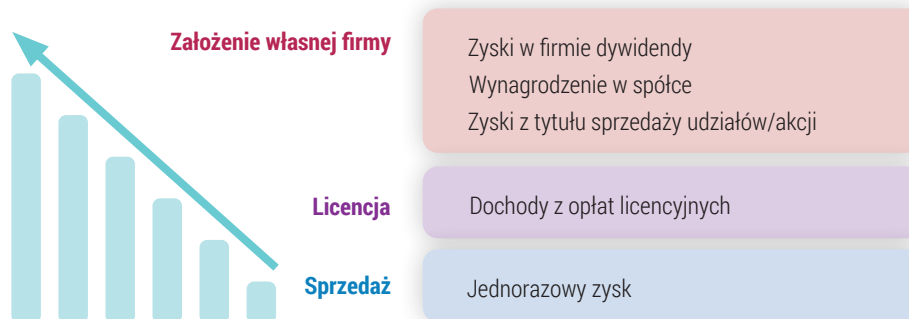 Założenie własnej firmy
Zyski w firmie dywidendy
Wynagrodzenie w spółce
Zyski z tytułu sprzedaży udziałów/akcji
Licencja
Dochody z opłat licencyjnych
Sprzedaż
Jednorazowy zysk